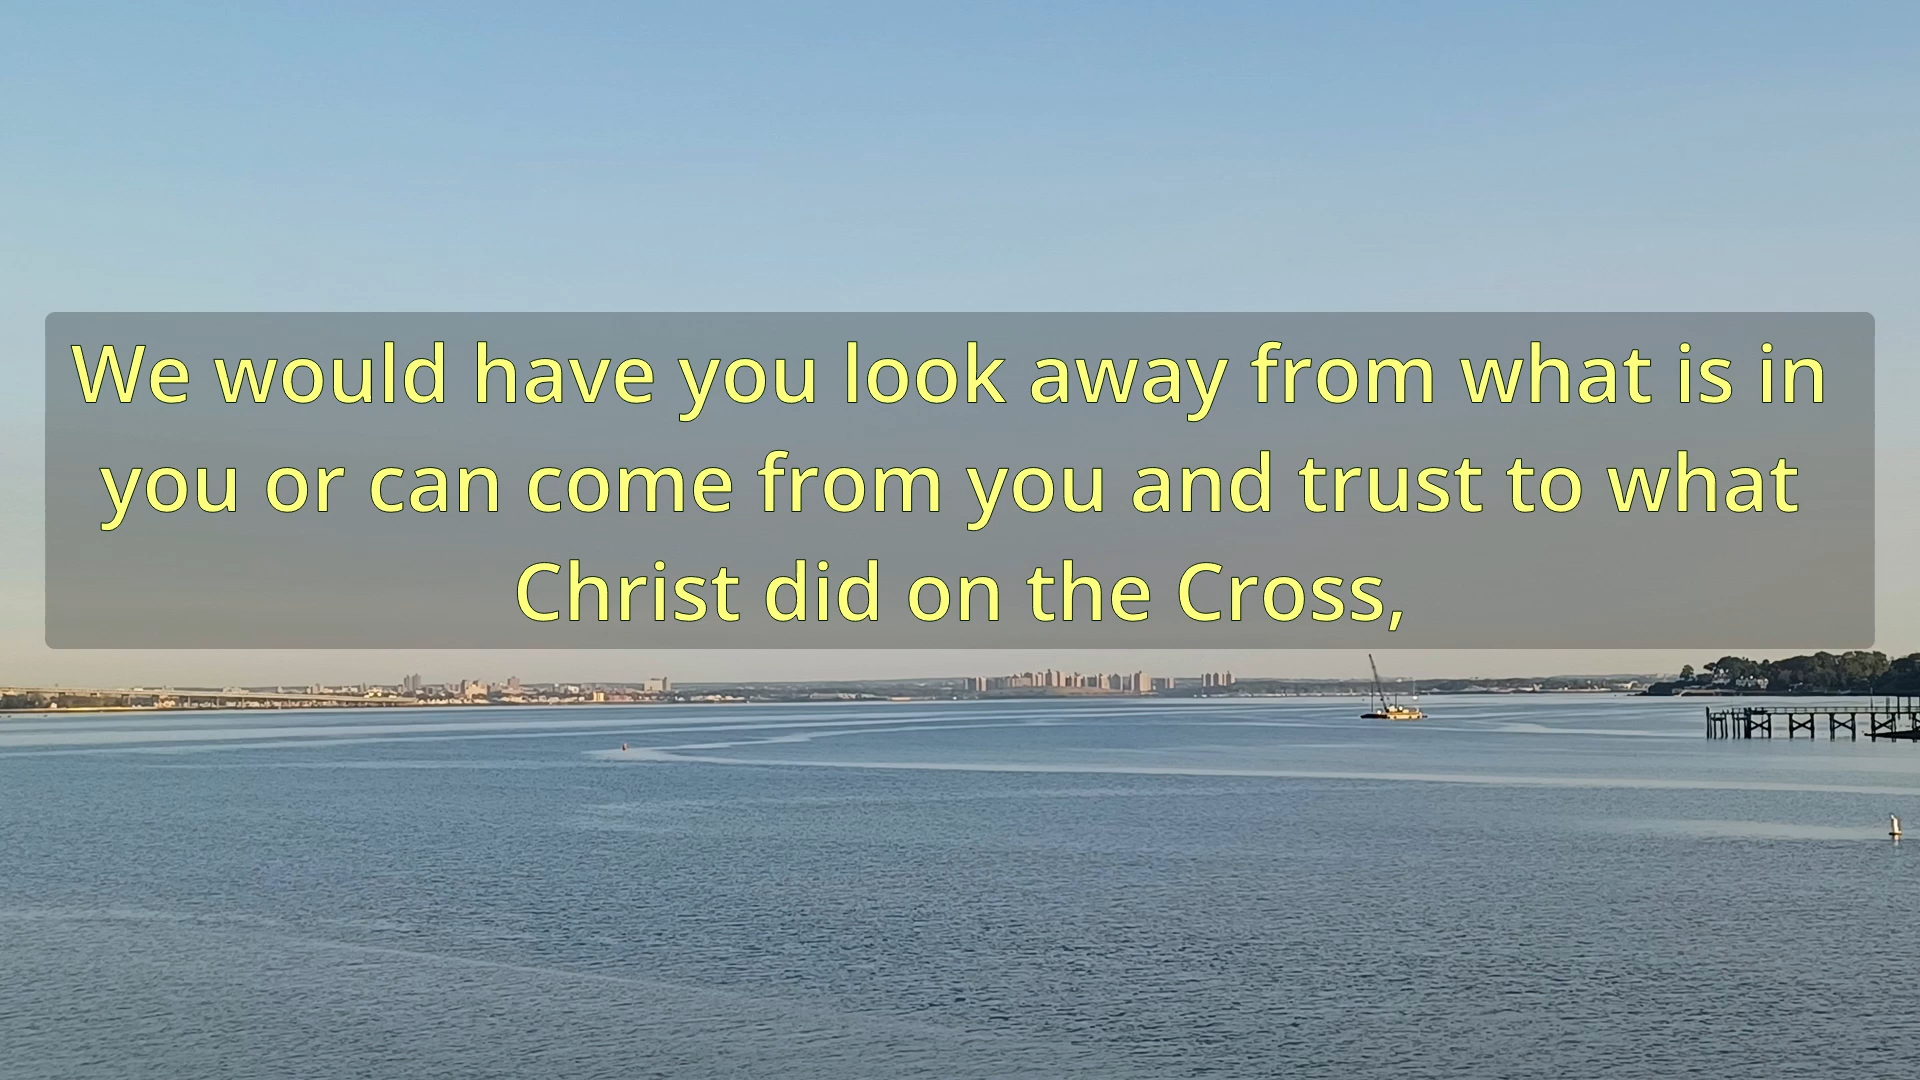 We would have you look away from what is in
you or can come from you and trust to what
Christ did on the Cross,